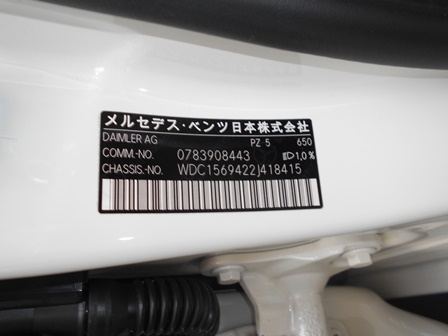 メルセデス・ベンツ日本株式会社
DAIMLER AG PZ 5 650
COMM.-NO. 0783908443 1,0%
CHASSIS.-NO. WDC1569422J418415